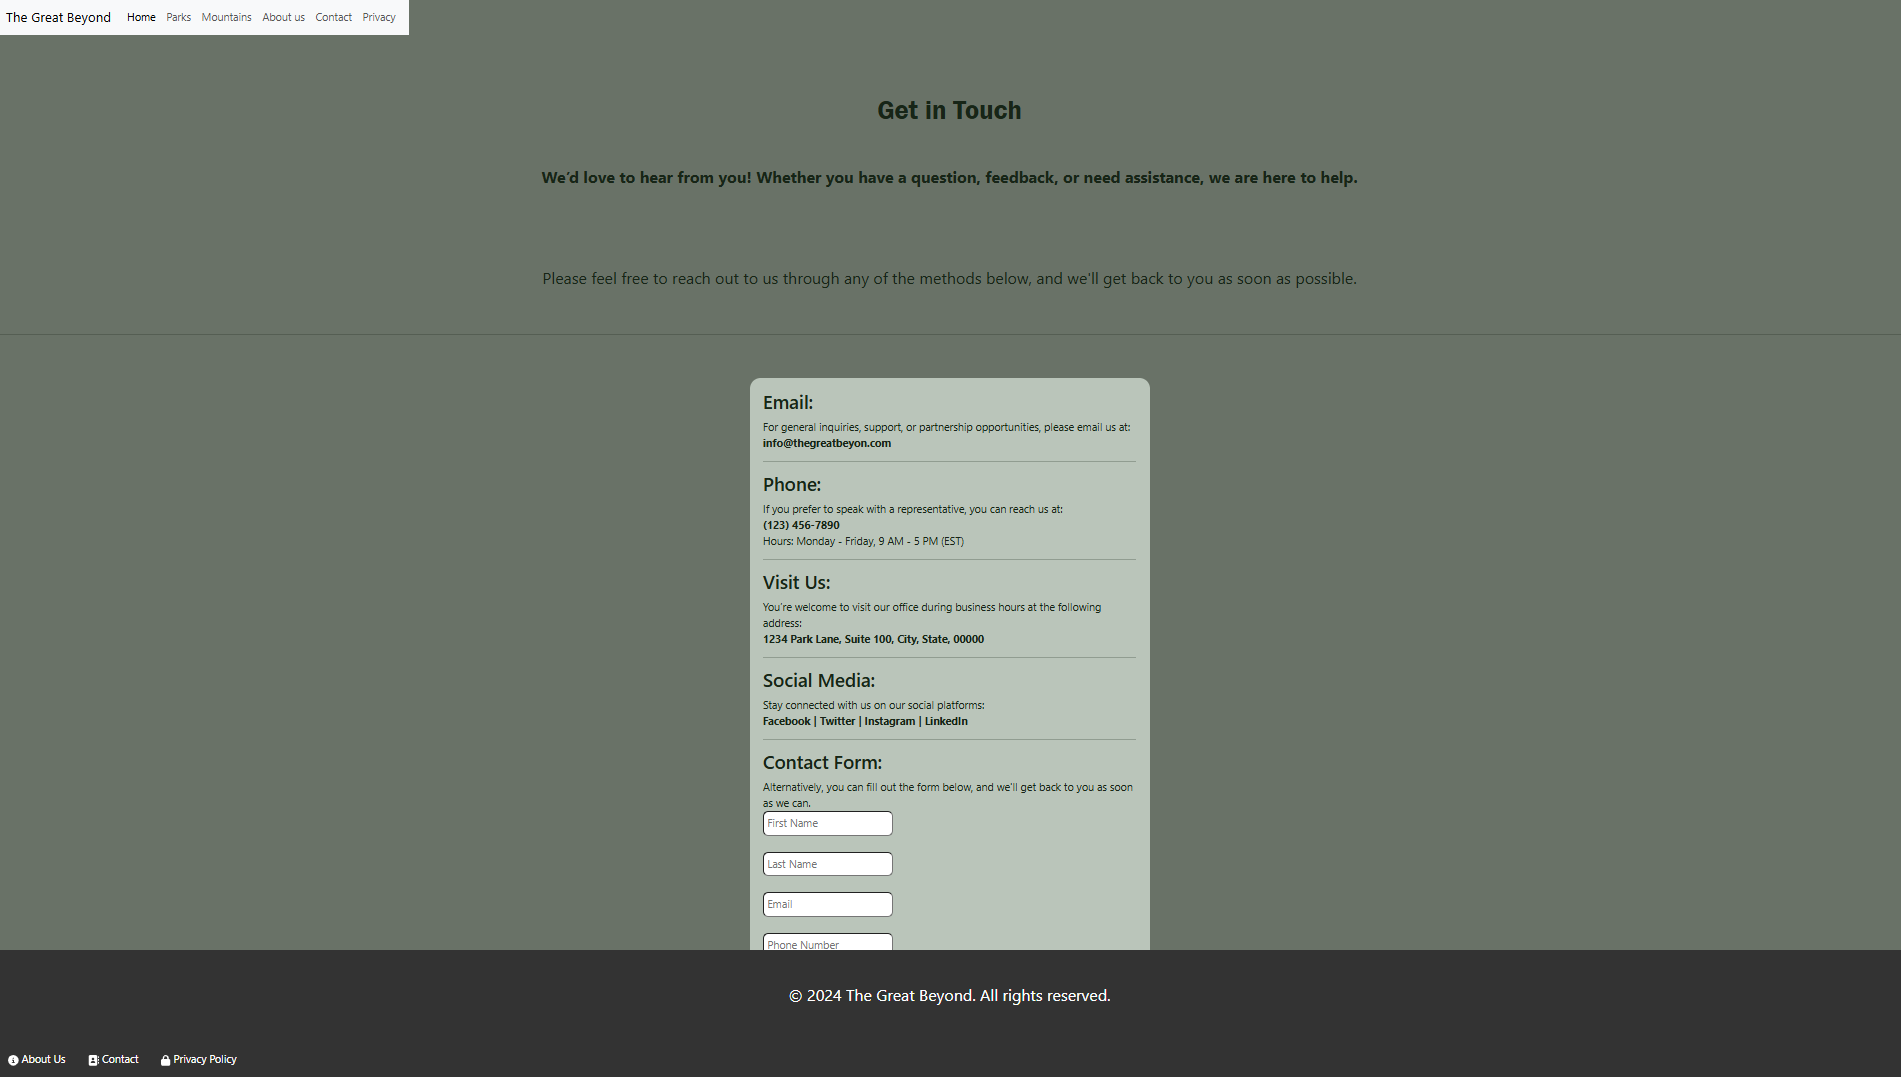 The Great Beyond Home Parks Mountains About us Contact Privacy
Get in Touch
We'd love to hear from you! Whether you have a question, feedback, or need assistance, we are here to help.
Please feel free to reach out to us through any of the methods below, and we'll get back to you as soon as possible.
Email:
For general inquiries, support, or partnership opportunities, please email us at:
info@thegreatbeyon.com
Phone:
If you prefer to speak with a representative, you can reach us at:
(123) 456-7890
Hours: Monday - Friday, 9 AM - 5 PM (EST)
Visit Us:
You're welcome to visit our office during business hours at the following
address:
1234 Park Lane, Suite 100, City, State, 00000
Social Media:
Stay connected with us on our social platforms:
Facebook | Twitter | Instagram | LinkedIn
Contact Form:
Alternatively, you can fill out the form below, and we'll get back to you as soon
as we can.
First Name
Last Name
Email
Phone Number
© 2024 The Great Beyond. All rights reserved.
About Us Contact Privacy Policy